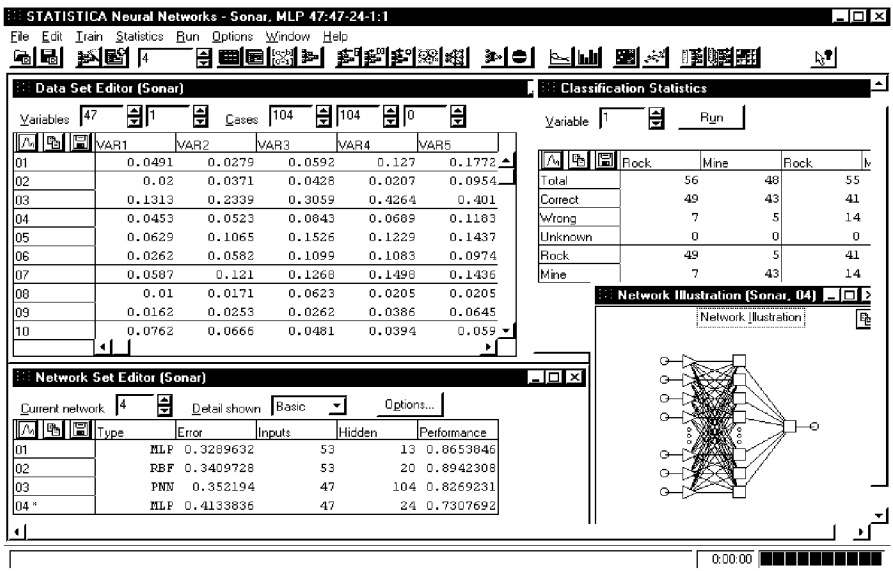 STATISTICA Neural Networks - Sonar, MLP 47:47-24-1:1
File Edit Train Statistics Run Options Window Help
4
Data Set Editor (Sonar)
Variables 47 1 Cases 104 104 0
VAR1 VAR2 VAR3 VAR4 VAR5
01 0.0491 0.0279 0.0592 0.127 0.1772
02 0.02 0.0371 0.0428 0.0207 0.0954
03 0.1313 0.2339 0.3059 0.4264 0.401
04 0.0453 0.0523 0.0843 0.0689 0.1183
05 0.0629 0.1065 0.1526 0.1229 0.1437
06 0.0262 0.0582 0.1099 0.1083 0.0974
07 0.0587 0.121 0.1268 0.1498 0.1436
08 0.01 0.0171 0.0623 0.0205 0.0205
09 0.0162 0.0253 0.0262 0.0386 0.0645
10 0.0762 0.0666 0.0481 0.0394 0.059
Classification Statistics
Variable 1 Run
Rock Mine Rock M
Total 56 48 55
Correct 49 43 41
Wrong 7 5 14
Unknown 0 0 0
Rock 49 5 41
Mine 7 43 14
Network Illustration (Sonar, 04)
Network Illustration
Network Set Editor (Sonar)
Current network 4 Detail shown Basic Options...
Type Error Inputs Hidden Performance
01 MLP 0.3289632 53 13 0.8653846
02 RBF 0.3409728 53 20 0.8942308
03 PNN 0.352194 47 104 0.8269231
04 * MLP 0.4133836 47 24 0.7307692
0:00:00